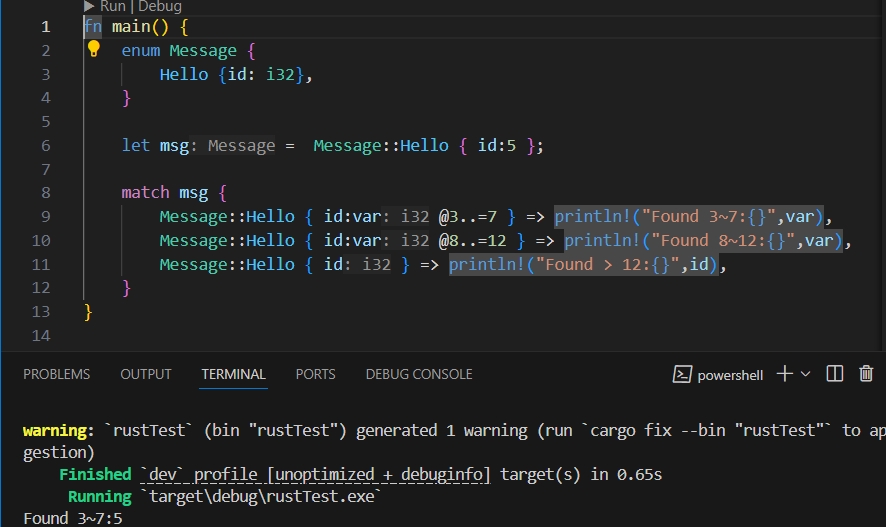 ▶ Run | Debug
1 fn main() {
2 enum Message {
3 Hello {id: i32},
4 }
5
6 let msg: Message =  Message::Hello { id:5 };
7
8 match msg {
9 Message::Hello { id:var: i32 @3..=7 } => println!("Found 3~7:{}",var),
10 Message::Hello { id:var: i32 @8..=12 } => println!("Found 8~12:{}",var),
11 Message::Hello { id: i32 } => println!("Found > 12:{}",id),
12 }
13 }
14
PROBLEMS OUTPUT TERMINAL PORTS DEBUG CONSOLE powershell
warning: `rustTest` (bin "rustTest") generated 1 warning (run `cargo fix --bin "rustTest"` to ap
gestion)
Finished `dev` profile [unoptimized + debuginfo] target(s) in 0.65s
Running `target\debug\rustTest.exe`
Found 3~7:5